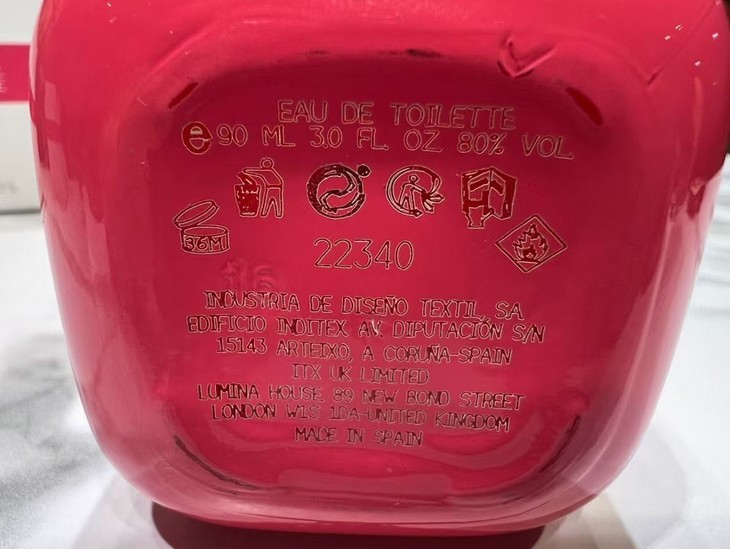 EAU DE TOILETTE
e 90 ML 3.0 FL. OZ 80% VOL.
36M
22340
INDUSTRIA DE DISEÑO TEXTIL, S.A.
EDIFICIO INDITEX AV. DIPUTACIÓN S/N
15143 ARTEIXO, A CORUÑA-SPAIN
ITX UK LIMITED
LUMINA HOUSE, 89 NEW BOND STREET
LONDON W1S 1DA-UNITED KINGDOM
MADE IN SPAIN